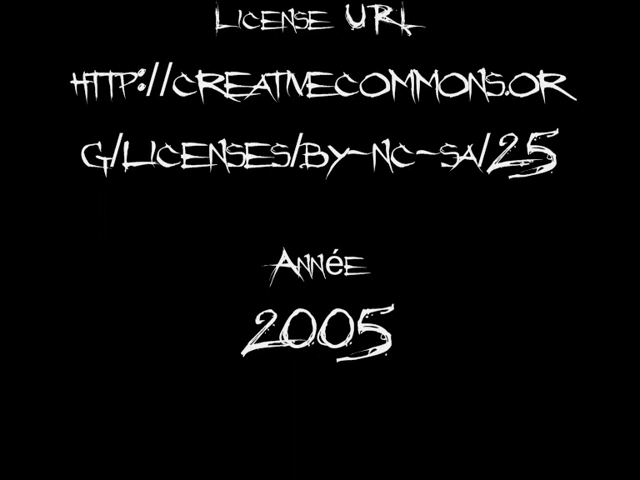 License URL
http://creativecommons.or
g/licenses/by-nc-sa/2.5
Année
2005